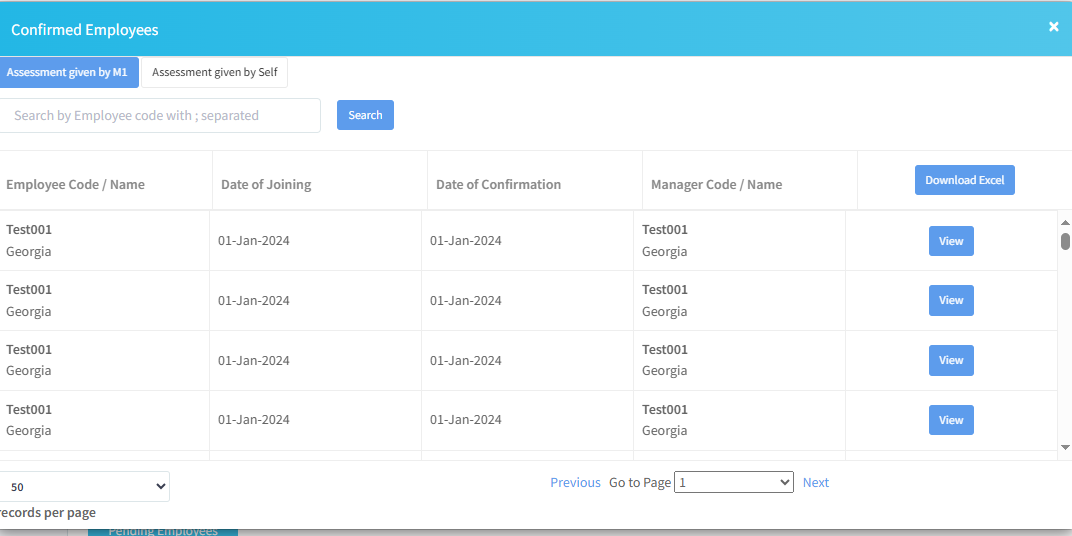 Confirmed Employees ×
Assessment given by M1 Assessment given by Self
Search by Employee code with ; separated Search
Employee Code / Name Date of Joining Date of Confirmation Manager Code / Name Download Excel
Test001 Test001
01-Jan-2024 01-Jan-2024 View
Georgia Georgia
Test001 Test001
01-Jan-2024 01-Jan-2024 View
Georgia Georgia
Test001 Test001
01-Jan-2024 01-Jan-2024 View
Georgia Georgia
Test001 Test001
01-Jan-2024 01-Jan-2024 View
Georgia Georgia
50 Previous Go to Page 1 Next
records per page
Pending Employees